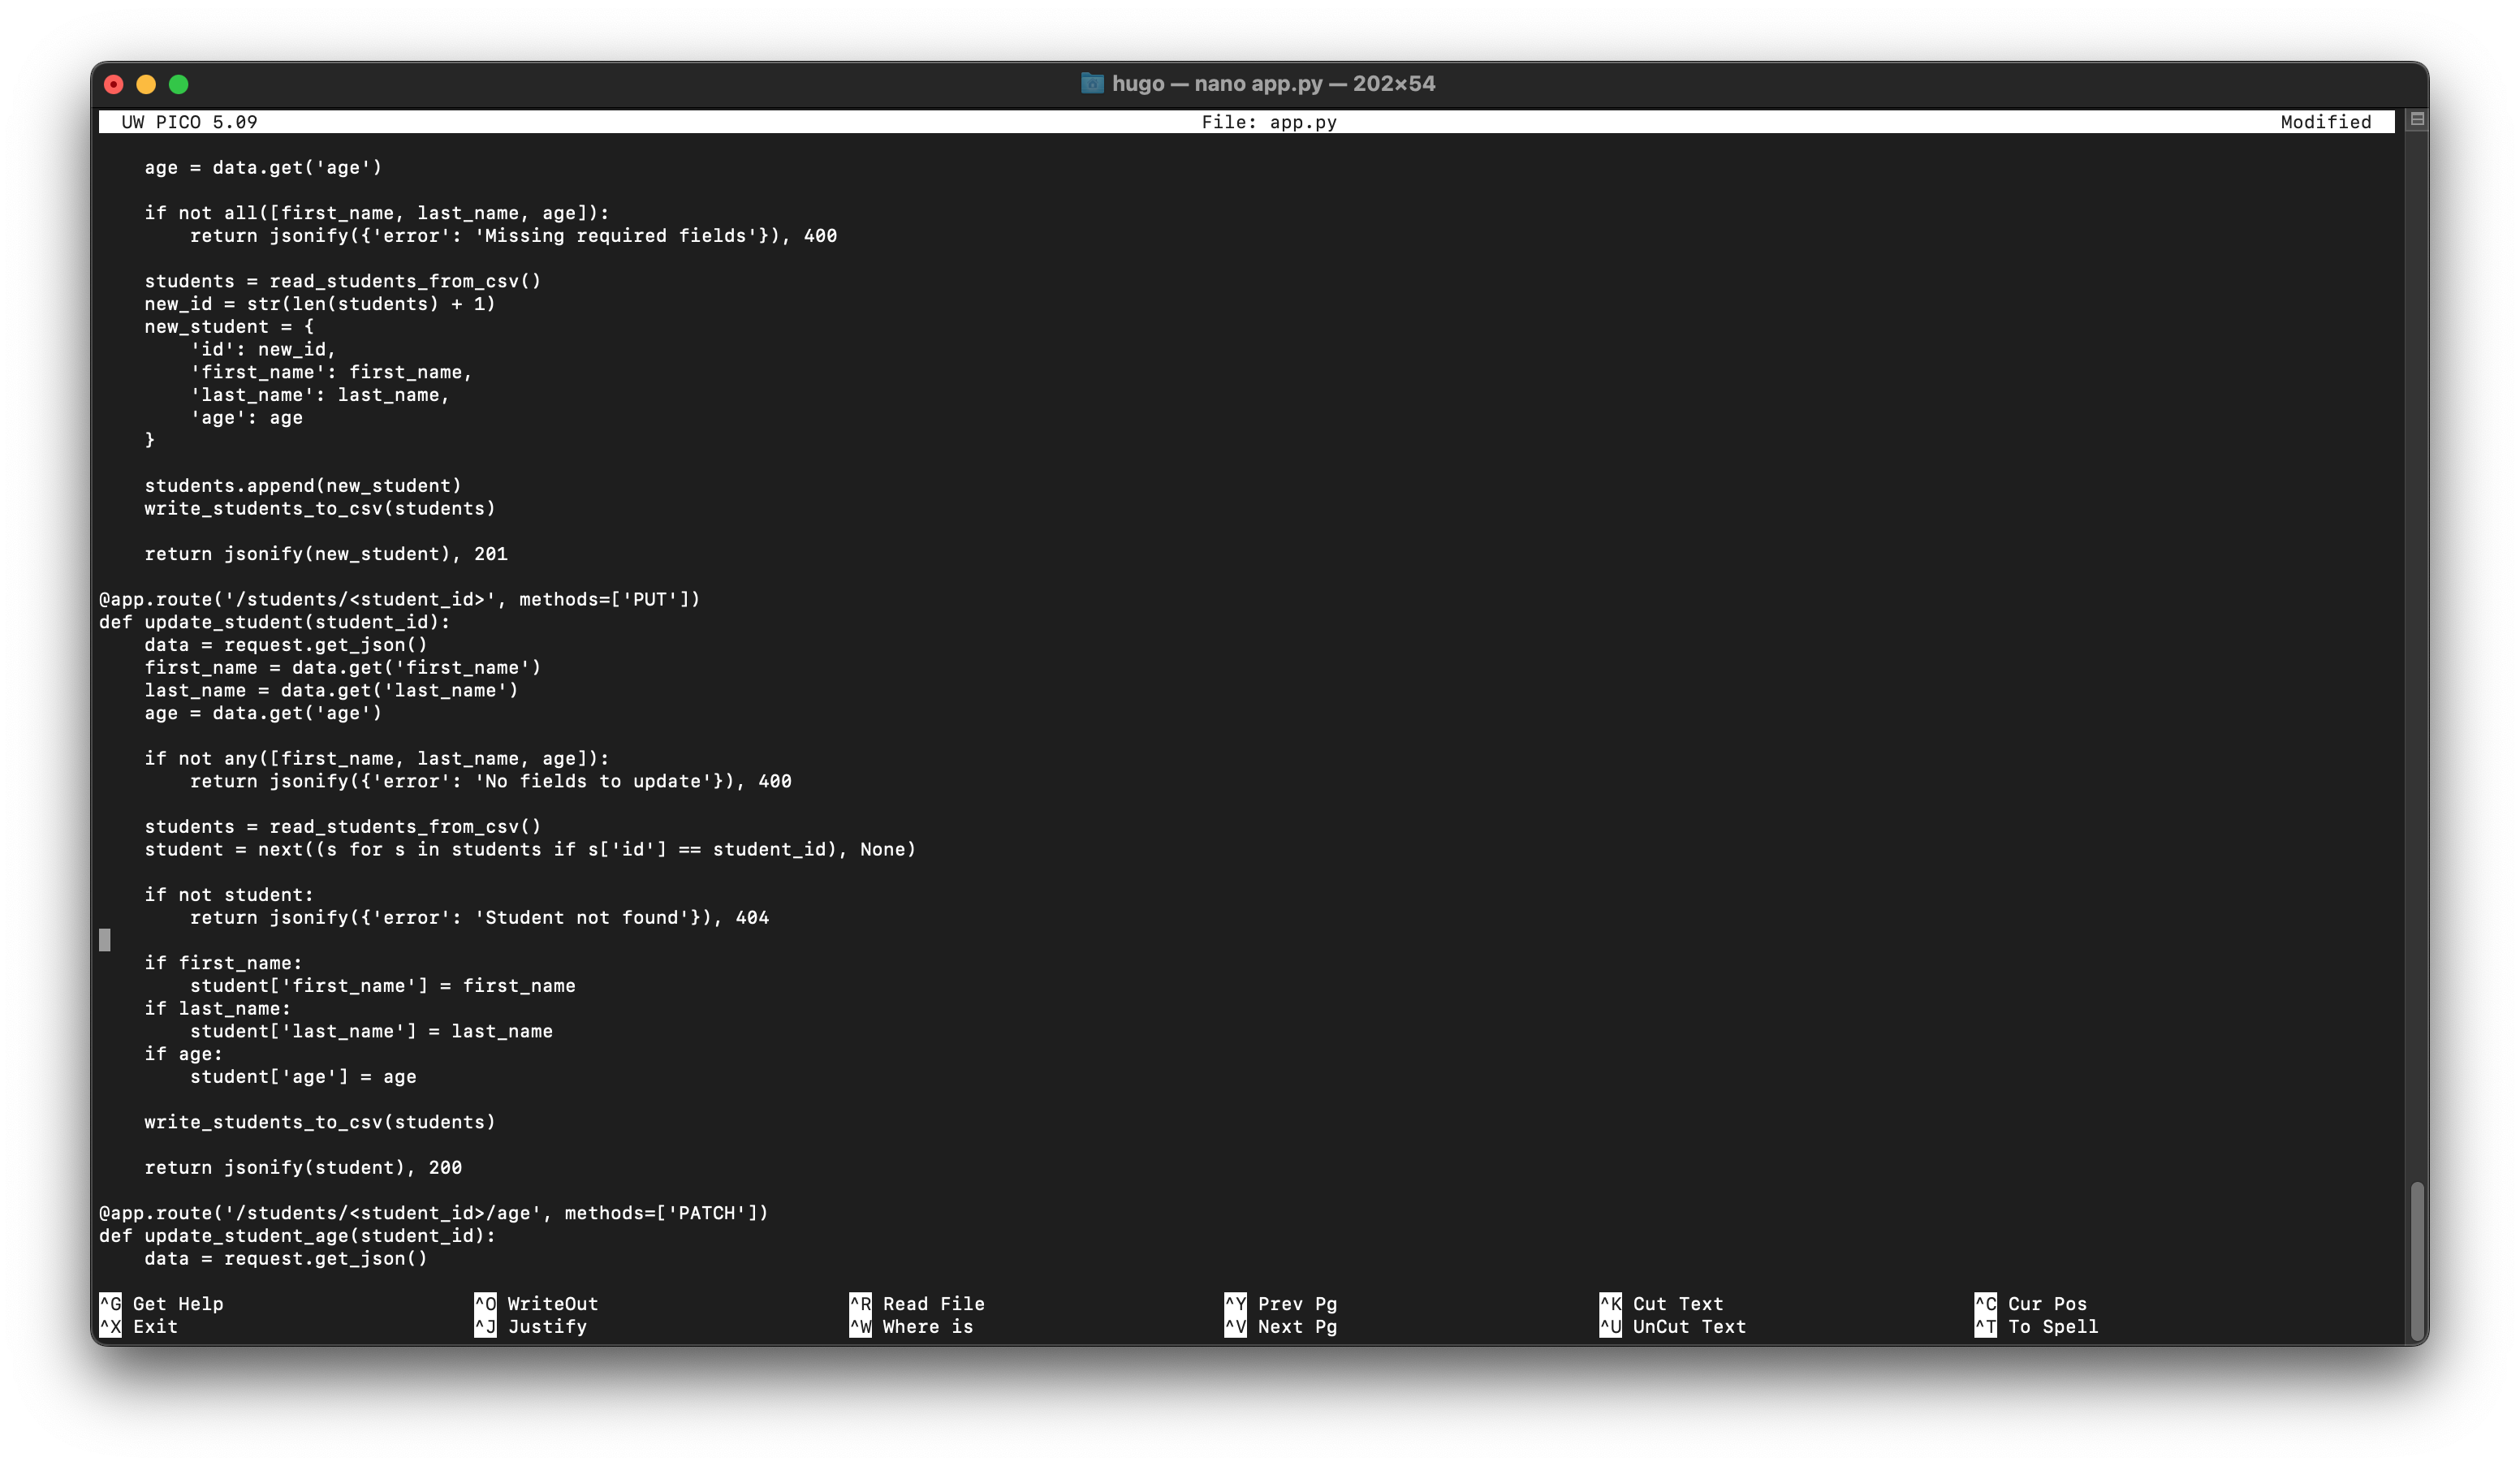 hugo — nano app.py — 202×54
UW PICO 5.09 File: app.py Modified
age = data.get('age')
if not all([first_name, last_name, age]):
return jsonify({'error': 'Missing required fields'}), 400
students = read_students_from_csv()
new_id = str(len(students) + 1)
new_student = {
'id': new_id,
'first_name': first_name,
'last_name': last_name,
'age': age
}
students.append(new_student)
write_students_to_csv(students)
return jsonify(new_student), 201
@app.route('/students/<student_id>', methods=['PUT'])
def update_student(student_id):
data = request.get_json()
first_name = data.get('first_name')
last_name = data.get('last_name')
age = data.get('age')
if not any([first_name, last_name, age]):
return jsonify({'error': 'No fields to update'}), 400
students = read_students_from_csv()
student = next((s for s in students if s['id'] == student_id), None)
if not student:
return jsonify({'error': 'Student not found'}), 404
if first_name:
student['first_name'] = first_name
if last_name:
student['last_name'] = last_name
if age:
student['age'] = age
write_students_to_csv(students)
return jsonify(student), 200
@app.route('/students/<student_id>/age', methods=['PATCH'])
def update_student_age(student_id):
data = request.get_json()
^G Get Help ^O WriteOut ^R Read File ^Y Prev Pg ^K Cut Text ^C Cur Pos
^X Exit ^J Justify ^W Where is ^V Next Pg ^U UnCut Text ^T To Spell